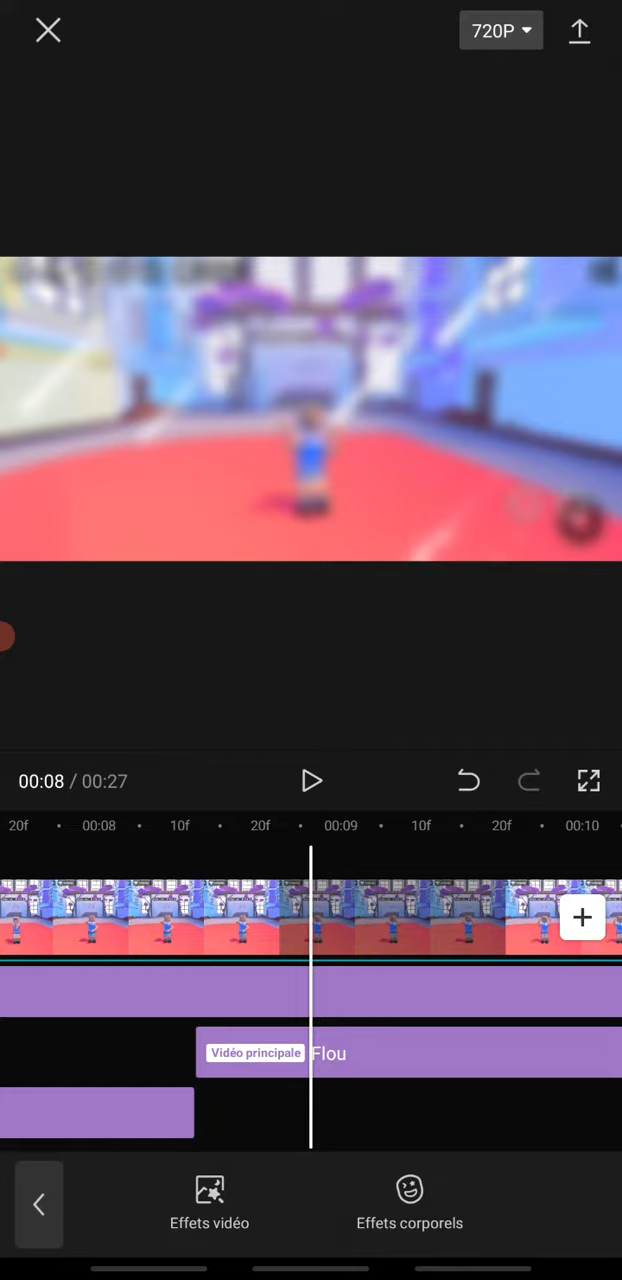 720P
00:08 / 00:27
20f 00:08 10f 20f 00:09 10f 20f 00:10
Vidéo principale Flou
Effets vidéo Effets corporels